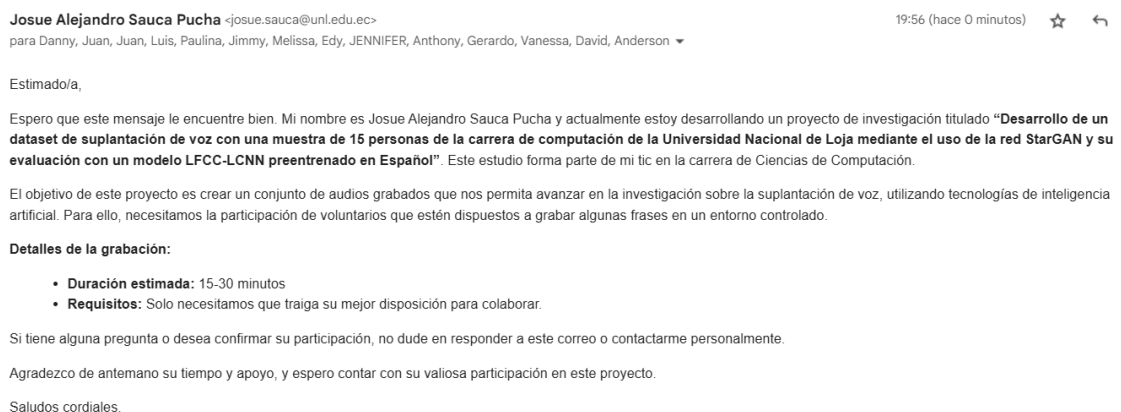 Josue Alejandro Sauca Pucha <josue.sauca@unl.edu.ec> 19:56 (hace 0 minutos)
para Danny, Juan, Juan, Luis, Paulina, Jimmy, Melissa, Edy, JENNIFER, Anthony, Gerardo, Vanessa, David, Anderson
Estimado/a,
Espero que este mensaje le encuentre bien. Mi nombre es Josue Alejandro Sauca Pucha y actualmente estoy desarrollando un proyecto de investigación titulado “Desarrollo de un
dataset de suplantación de voz con una muestra de 15 personas de la carrera de computación de la Universidad Nacional de Loja mediante el uso de la red StarGAN y su
evaluación con un modelo LFCC-LCNN preentrenado en Español”. Este estudio forma parte de mi tic en la carrera de Ciencias de Computación.
El objetivo de este proyecto es crear un conjunto de audios grabados que nos permita avanzar en la investigación sobre la suplantación de voz, utilizando tecnologías de inteligencia
artificial. Para ello, necesitamos la participación de voluntarios que estén dispuestos a grabar algunas frases en un entorno controlado.
Detalles de la grabación:
• Duración estimada: 15-30 minutos
• Requisitos: Solo necesitamos que traiga su mejor disposición para colaborar.
Si tiene alguna pregunta o desea confirmar su participación, no dude en responder a este correo o contactarme personalmente.
Agradezco de antemano su tiempo y apoyo, y espero contar con su valiosa participación en este proyecto.
Saludos cordiales.